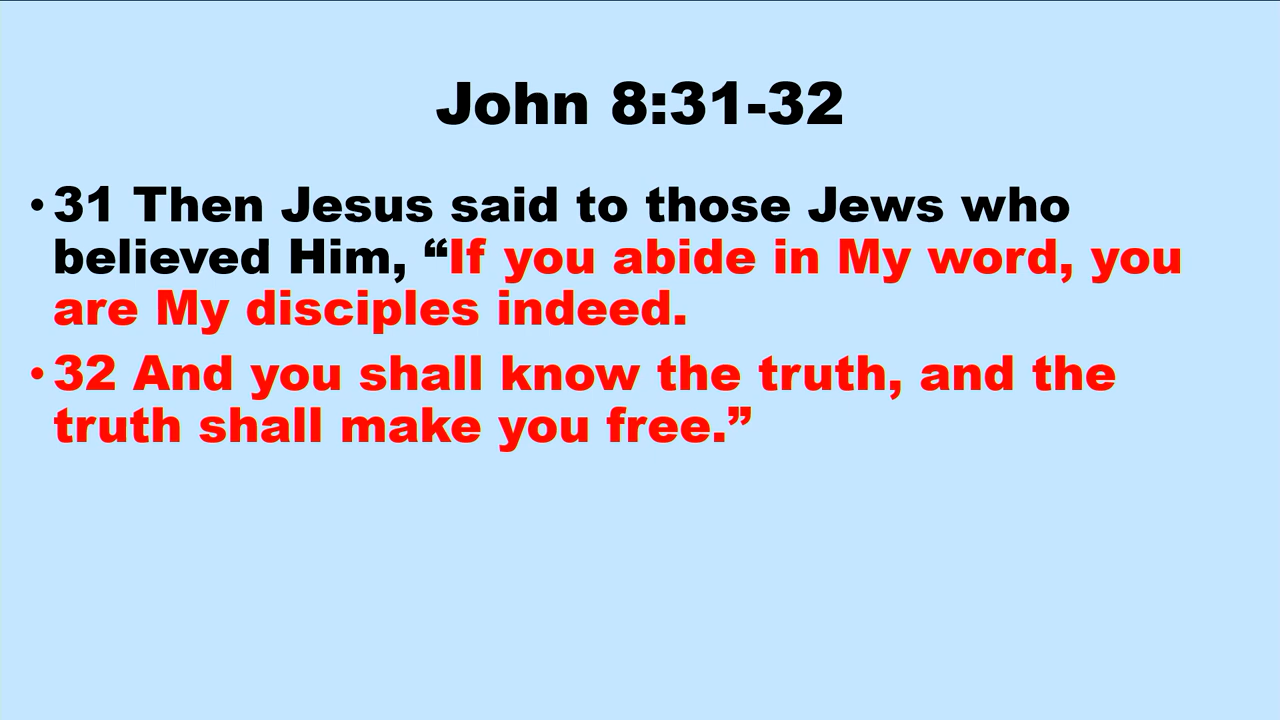 John 8:31-32
• 31 Then Jesus said to those Jews who
believed Him, “If you abide in My word, you
are My disciples indeed.
• 32 And you shall know the truth, and the
truth shall make you free.”